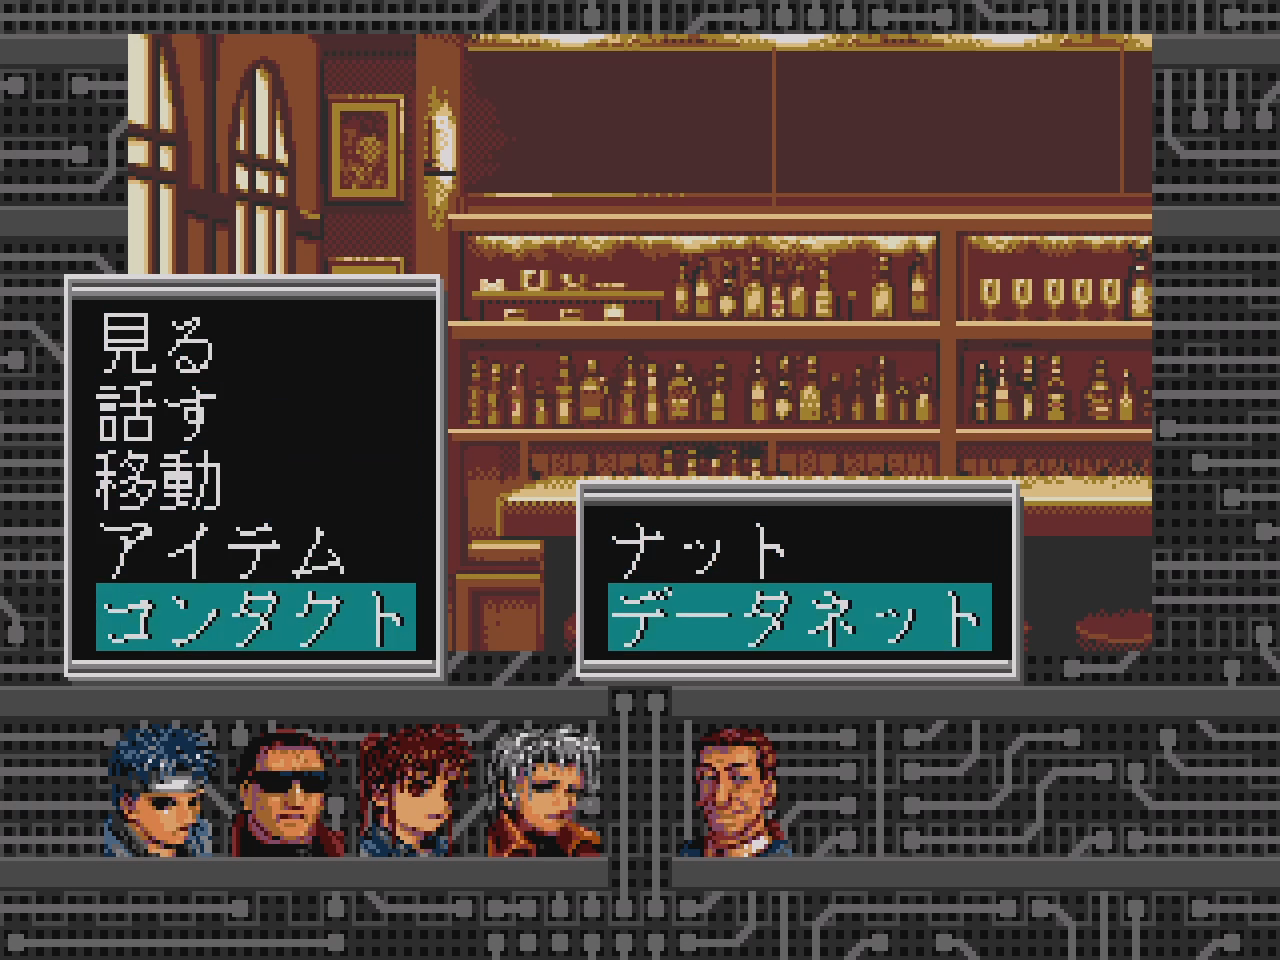 見る
話す
移動
アイテム
コンタクト
ナット
データネット